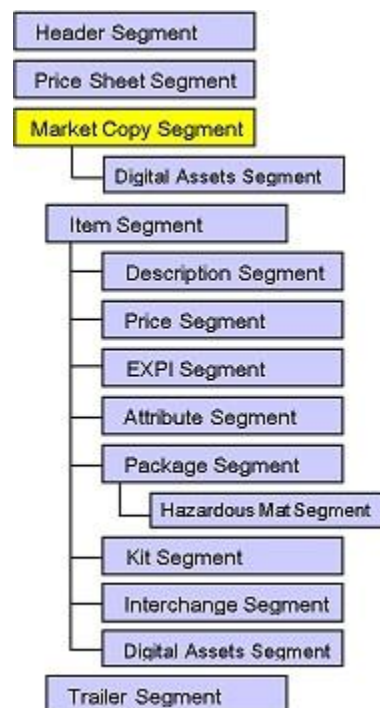 Header Segment
Price Sheet Segment
Market Copy Segment
Digital Assets Segment
Item Segment
Description Segment
Price Segment
EXPI Segment
Attribute Segment
Package Segment
Hazardous Mat Segment
Kit Segment
Interchange Segment
Digital Assets Segment
Trailer Segment